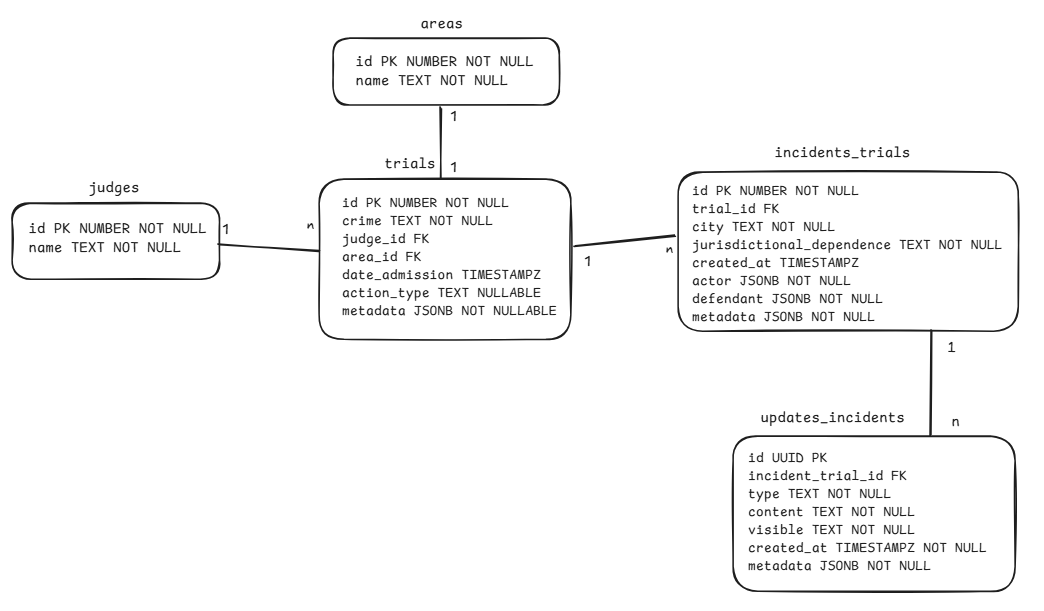 areas
id PK NUMBER NOT NULL
name TEXT NOT NULL
1
1
trials
id PK NUMBER NOT NULL
crime TEXT NOT NULL
judge_id FK
area_id FK
date_admission TIMESTAMPZ
action_type TEXT NULLABLE
metadata JSONB NOT NULLABLE
judges
id PK NUMBER NOT NULL
name TEXT NOT NULL
1
n
1
n
incidents_trials
id PK NUMBER NOT NULL
trial_id FK
city TEXT NOT NULL
jurisdictional_dependence TEXT NOT NULL
created_at TIMESTAMPZ
actor JSONB NOT NULL
defendant JSONB NOT NULL
metadata JSONB NOT NULL
1
n
updates_incidents
id UUID PK
incident_trial_id FK
type TEXT NOT NULL
content TEXT NOT NULL
visible TEXT NOT NULL
created_at TIMESTAMPZ NOT NULL
metadata JSONB NOT NULL